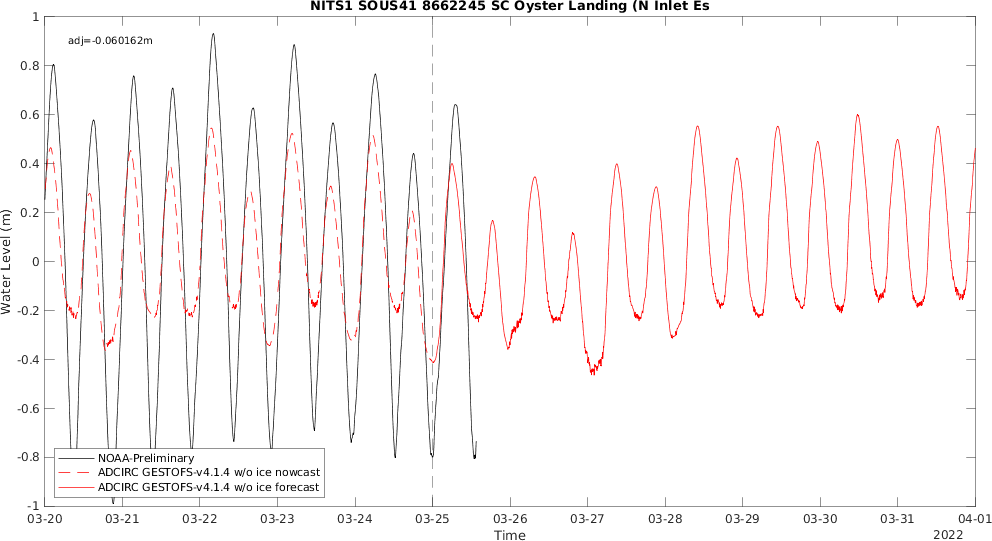 NITS1 SOUS41 8662245 SC Oyster Landing (N Inlet Es
adj=-0.060162m
Water Level (m)
1
0.8
0.6
0.4
0.2
0
-0.2
-0.4
-0.6
-0.8
-1
NOAA-Preliminary
ADCIRC GESTOFS-v4.1.4 w/o ice nowcast
ADCIRC GESTOFS-v4.1.4 w/o ice forecast
03-20 03-21 03-22 03-23 03-24 03-25 03-26 03-27 03-28 03-29 03-30 03-31 04-01
Time
2022